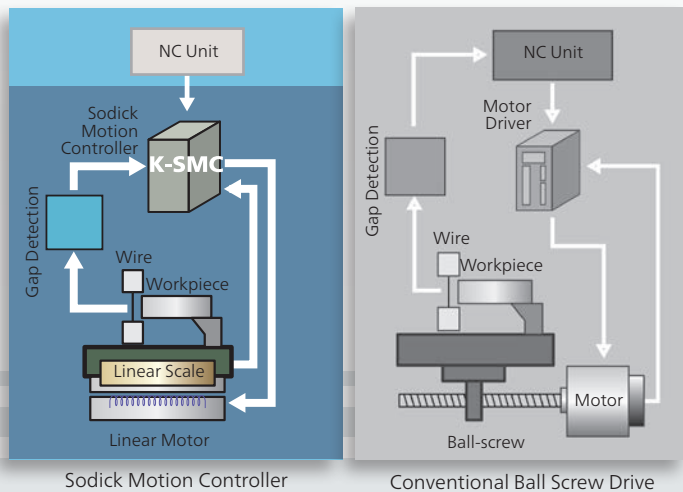 NC Unit
Sodick
Motion
Controller
K-SMC
Gap Detection
Wire
Workpiece
Linear Scale
Linear Motor
Sodick Motion Controller
NC Unit
Motor
Driver
Gap Detection
Wire
Workpiece
Motor
Ball-screw
Conventional Ball Screw Drive